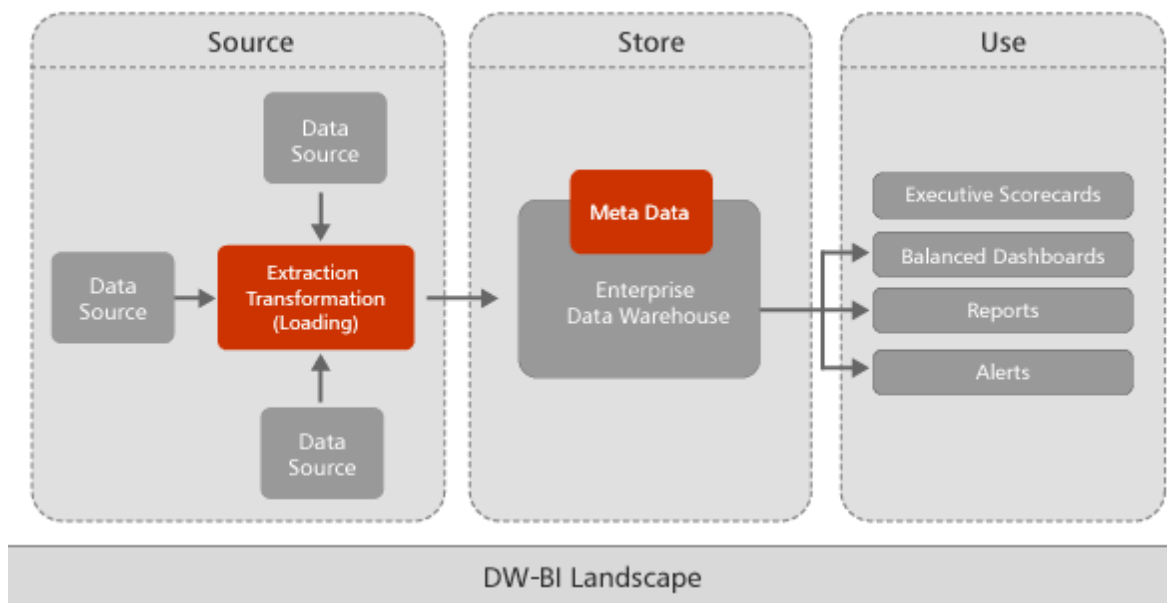 Source
Store
Use
Data
Source
Data
Source
Extraction
Transformation
(Loading)
Data
Source
Meta Data
Enterprise
Data Warehouse
Executive Scorecards
Balanced Dashboards
Reports
Alerts
DW-BI Landscape